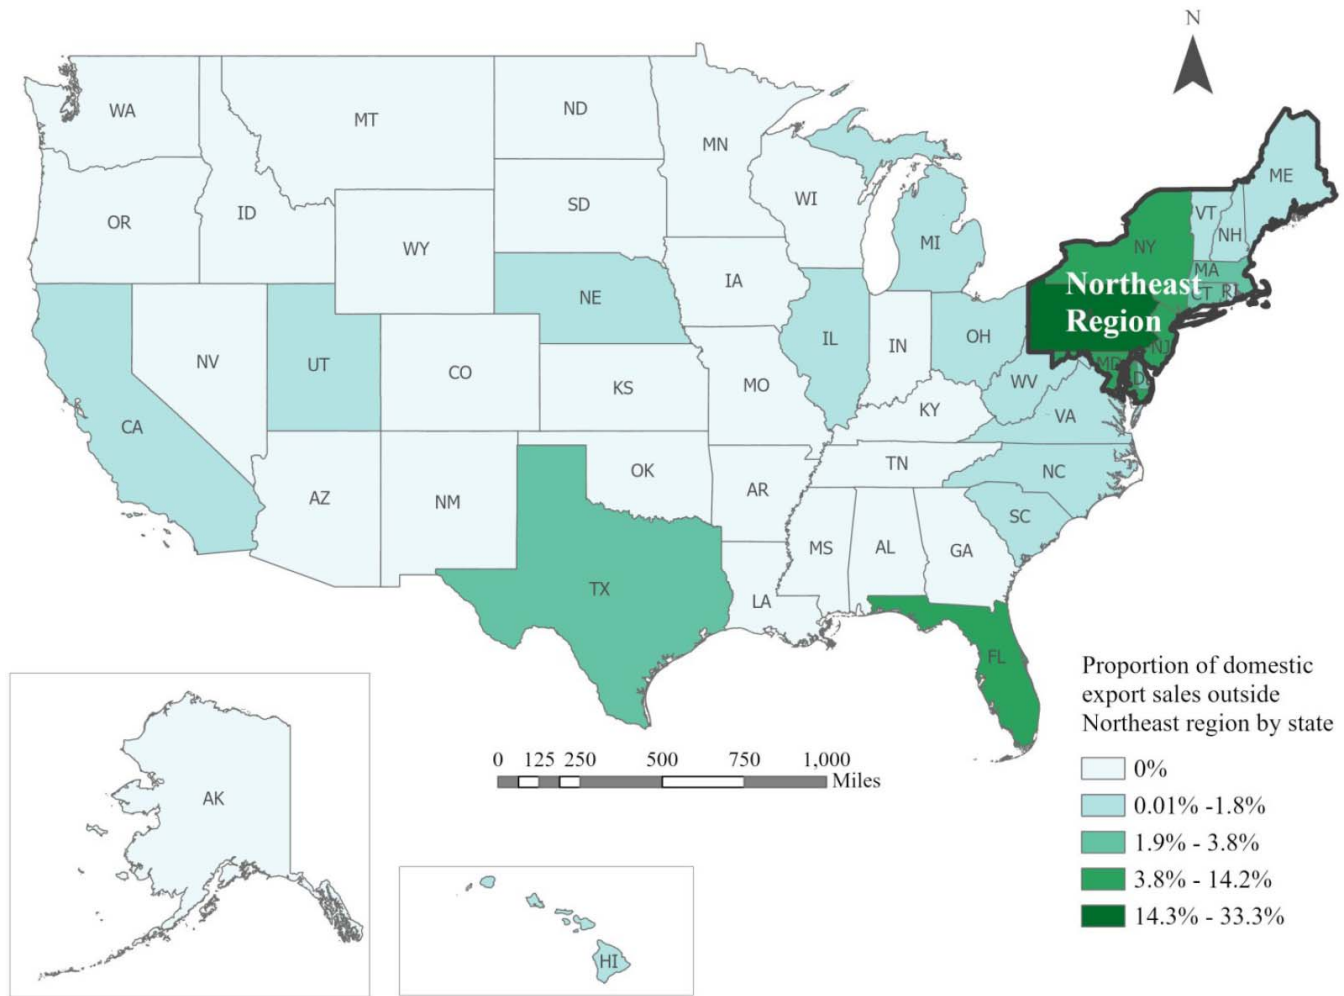 N
WA
MT
ND
MN
ME
OR
ID
SD
WI
VT
NH
WY
MI
NY
MA
IA
Northeast
CT
RI
NE
Region
NV
UT
CO
IL
IN
OH
NJ
MD
D
KS
MO
WV
CA
KY
VA
OK
TN
NC
AZ
NM
AR
SC
MS
AL
GA
TX
LA
FL
Proportion of domestic
export sales outside
Northeast region by state
0%
0.01% -1.8%
1.9% - 3.8%
3.8% - 14.2%
14.3% - 33.3%
0 125 250 500 750 1,000
Miles
AK
HI